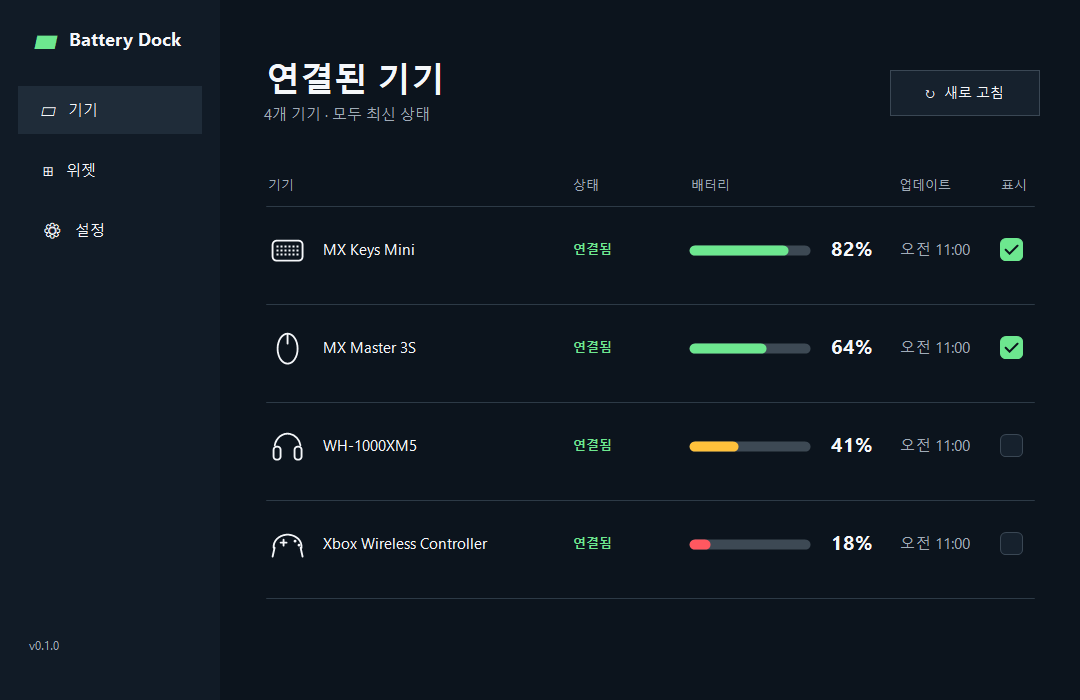 Battery Dock
기기
위젯
설정
v0.1.0
연결된 기기
4개 기기 · 모두 최신 상태
↻ 새로 고침
기기 상태 배터리 업데이트 표시
MX Keys Mini 연결됨 82% 오전 11:00
MX Master 3S 연결됨 64% 오전 11:00
WH-1000XM5 연결됨 41% 오전 11:00
Xbox Wireless Controller 연결됨 18% 오전 11:00